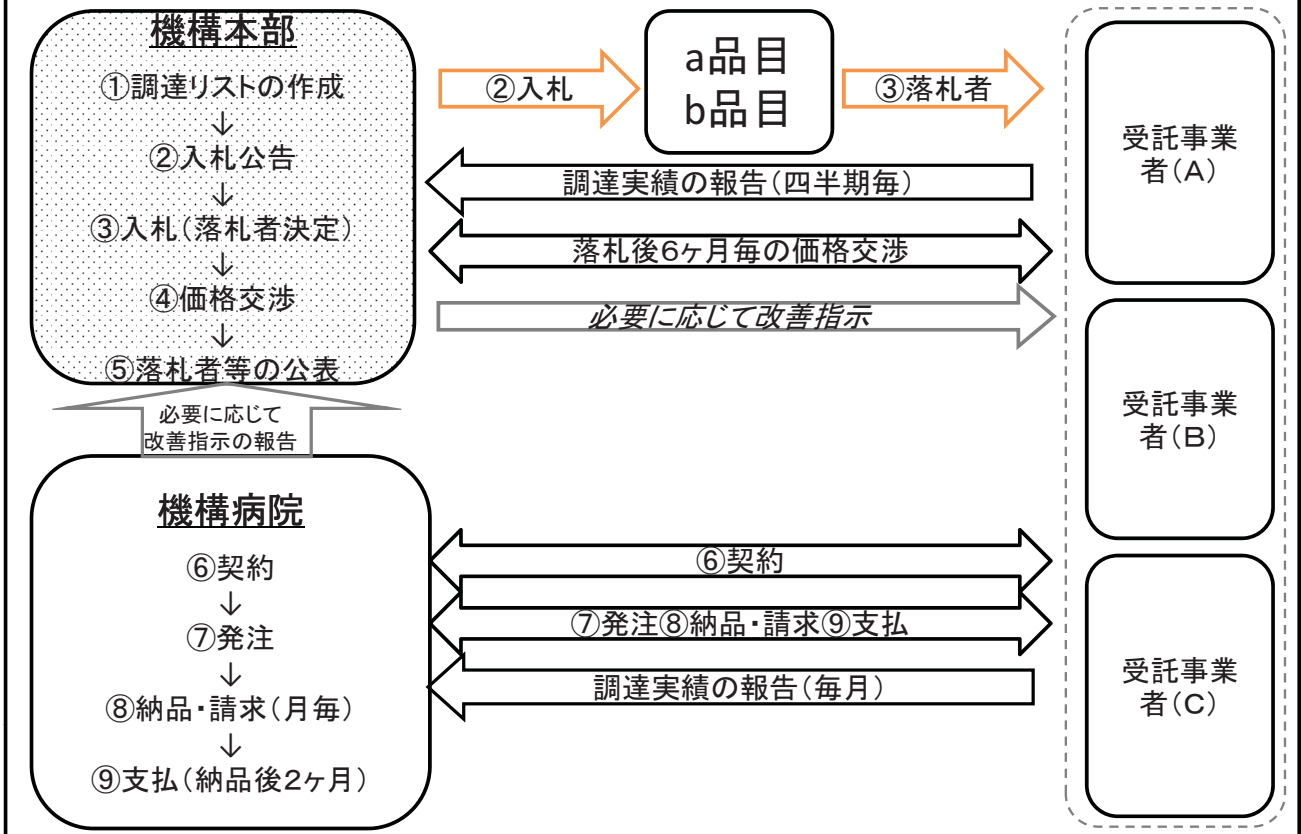 機構本部
①調達リストの作成
↓
②入札公告
↓
③入札（落札者決定）
↓
④価格交渉
↓
⑤落札者等の公表
②入札
a品目
b品目
③落札者
調達実績の報告（四半期毎）
落札後6ヶ月毎の価格交渉
必要に応じて改善指示
必要に応じて
改善指示の報告
機構病院
⑥契約
↓
⑦発注
↓
⑧納品・請求（月毎）
↓
⑨支払（納品後2ヶ月）
⑥契約
⑦発注⑧納品・請求⑨支払
調達実績の報告（毎月）
受託事業
者（A）
受託事業
者（B）
受託事業
者（C）